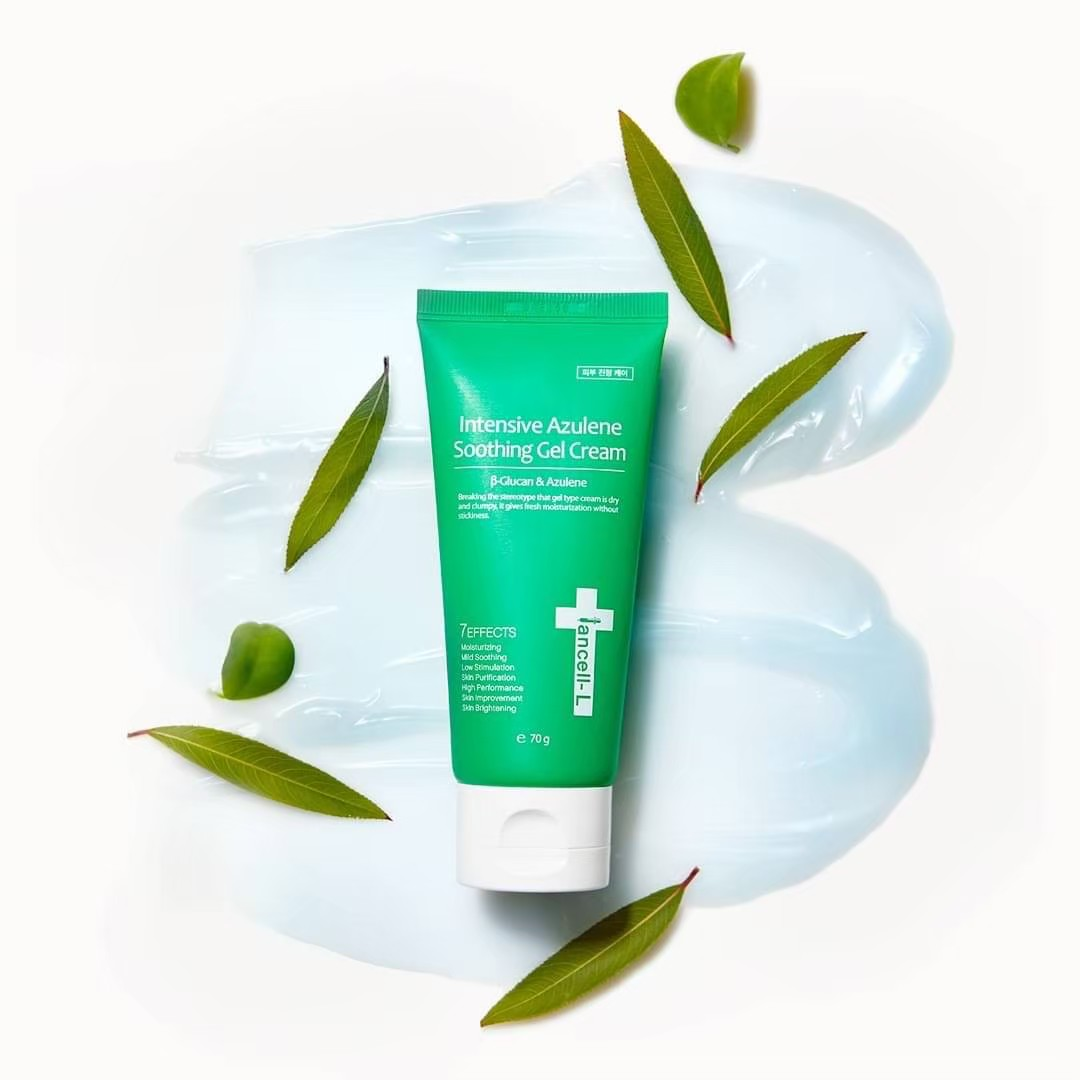 피부 진정 케어
Intensive Azulene
Soothing Gel Cream
β-Glucan & Azulene
Breaking the stereotype that gel type cream is dry
and clumpy, it gives fresh moisturization without
stickiness.
7EFFECTS
Moisturizing
Mild Soothing
Low Stimulation
Skin Purification
High Performance
Skin Improvement
Skin Brightening
tancell-L
℮ 70g